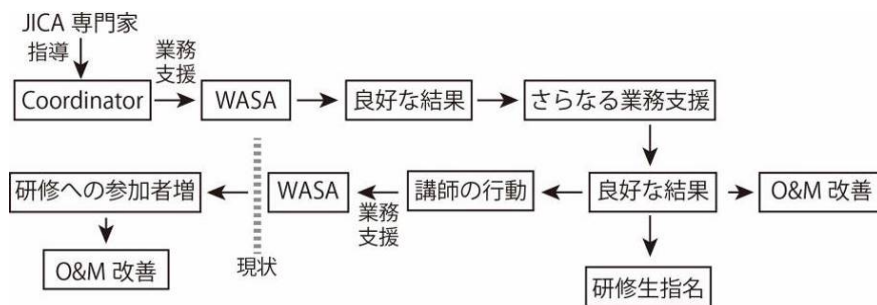 JICA 専門家
指導
業務
支援
Coordinator
WASA
良好な結果
さらなる業務支援
研修への参加者増
WASA
講師の行動
良好な結果
O&M 改善
業務
支援
O&M 改善
現状
研修生指名